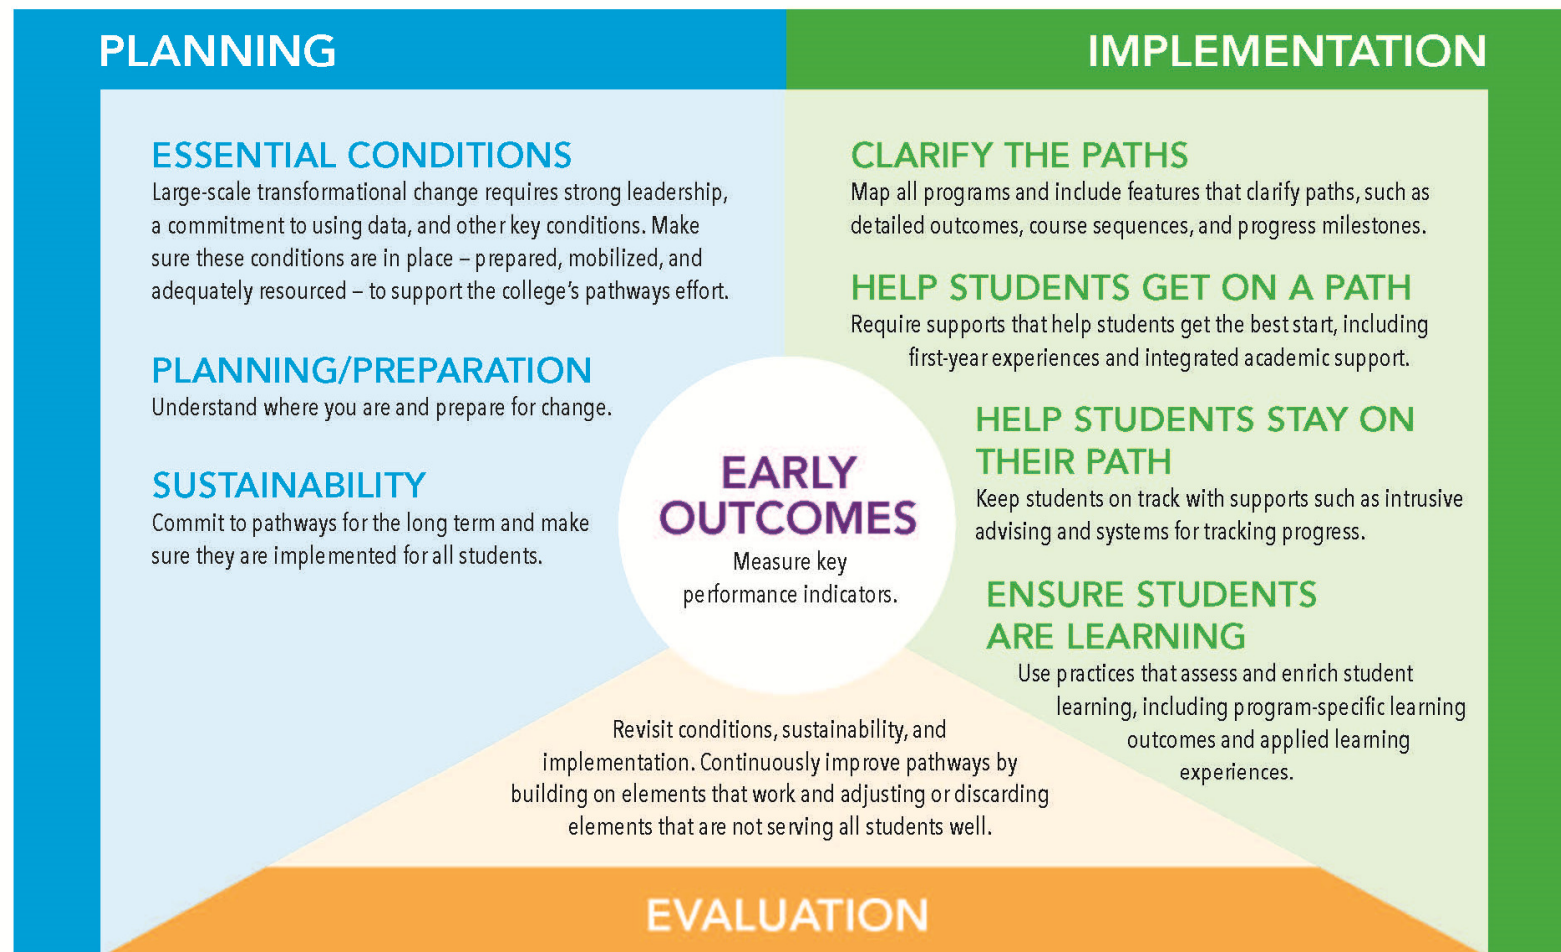 PLANNING
IMPLEMENTATION
ESSENTIAL CONDITIONS
Large-scale transformational change requires strong leadership,
a commitment to using data, and other key conditions. Make
sure these conditions are in place – prepared, mobilized, and
adequately resourced – to support the college's pathways effort.
PLANNING/PREPARATION
Understand where you are and prepare for change.
SUSTAINABILITY
Commit to pathways for the long term and make
sure they are implemented for all students.
EARLY
OUTCOMES
Measure key
performance indicators.
CLARIFY THE PATHS
Map all programs and include features that clarify paths, such as
detailed outcomes, course sequences, and progress milestones.
HELP STUDENTS GET ON A PATH
Require supports that help students get the best start, including
first-year experiences and integrated academic support.
HELP STUDENTS STAY ON
THEIR PATH
Keep students on track with supports such as intrusive
advising and systems for tracking progress.
ENSURE STUDENTS
ARE LEARNING
Use practices that assess and enrich student
learning, including program-specific learning
outcomes and applied learning
experiences.
Revisit conditions, sustainability, and
implementation. Continuously improve pathways by
building on elements that work and adjusting or discarding
elements that are not serving all students well.
EVALUATION